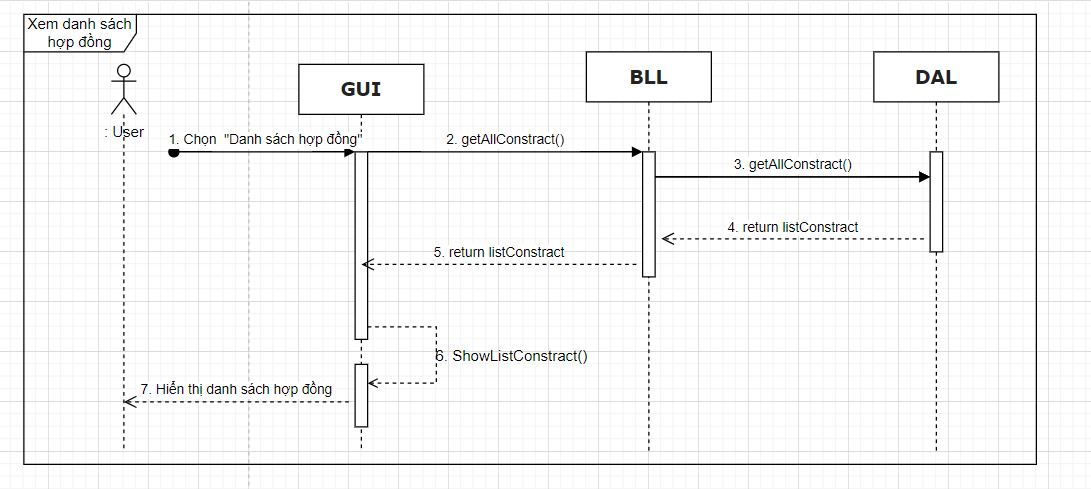 Xem danh sách
hợp đồng
GUI
BLL
DAL
: User
1. Chọn "Danh sách hợp đồng"
2. getAllConstract()
3. getAllConstract()
4. return listConstract
5. return listConstract
6. ShowListConstract()
7. Hiển thị danh sách hợp đồng